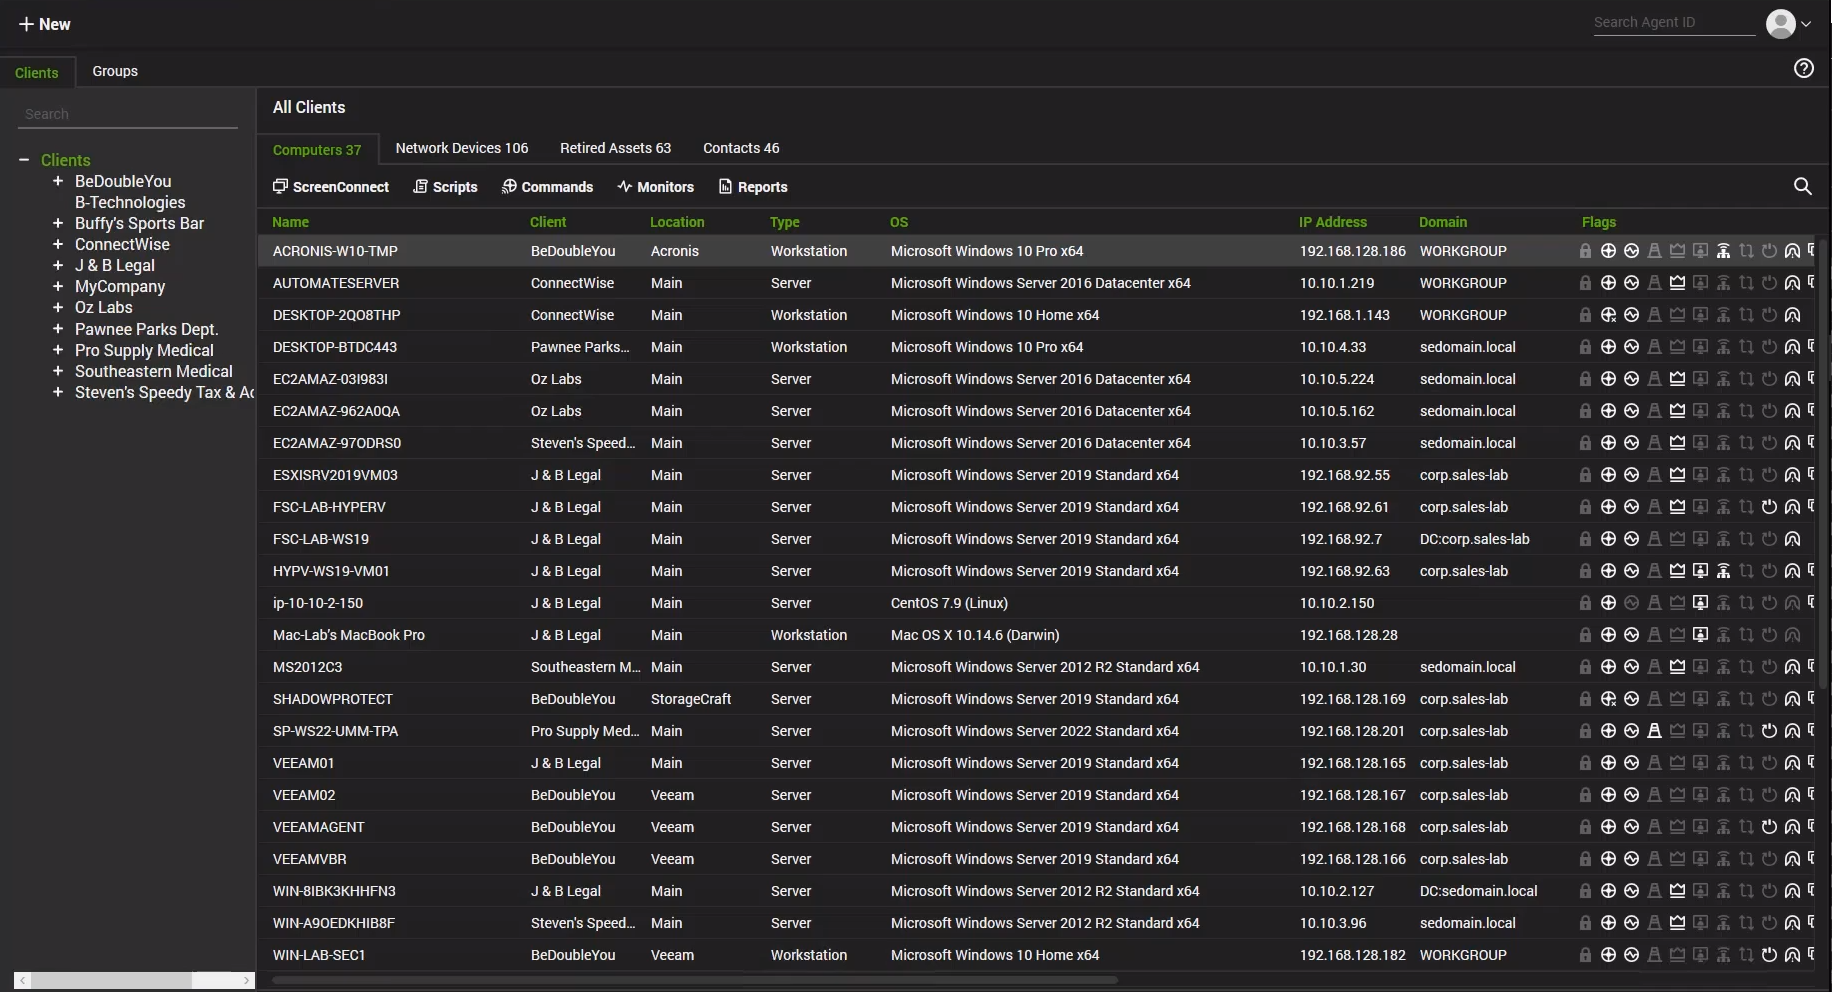 New
Search Agent ID
Clients Groups
Search
Clients
BeDoubleYou
B-Technologies
Buffy's Sports Bar
ConnectWise
J & B Legal
MyCompany
Oz Labs
Pawnee Parks Dept.
Pro Supply Medical
Southeastern Medical
Steven's Speedy Tax & Ac
All Clients
Computers 37 Network Devices 106 Retired Assets 63 Contacts 46
ScreenConnect Scripts Commands Monitors Reports
Name Client Location Type OS IP Address Domain Flags
ACRONIS-W10-TMP BeDoubleYou Acronis Workstation Microsoft Windows 10 Pro x64 192.168.128.186 WORKGROUP
AUTOMATESERVER ConnectWise Main Server Microsoft Windows Server 2016 Datacenter x64 10.10.1.219 WORKGROUP
DESKTOP-2QO8THP ConnectWise Main Workstation Microsoft Windows 10 Home x64 192.168.1.143 WORKGROUP
DESKTOP-BTDC443 Pawnee Parks... Main Workstation Microsoft Windows 10 Pro x64 10.10.4.33 sedomain.local
EC2AMAZ-03I983I Oz Labs Main Server Microsoft Windows Server 2016 Datacenter x64 10.10.5.224 sedomain.local
EC2AMAZ-962A0QA Oz Labs Main Server Microsoft Windows Server 2016 Datacenter x64 10.10.5.162 sedomain.local
EC2AMAZ-97ODRS0 Steven's Speed... Main Server Microsoft Windows Server 2016 Datacenter x64 10.10.3.57 sedomain.local
ESXISRV2019VM03 J & B Legal Main Server Microsoft Windows Server 2019 Standard x64 192.168.92.55 corp.sales-lab
FSC-LAB-HYPERV J & B Legal Main Server Microsoft Windows Server 2019 Standard x64 192.168.92.61 corp.sales-lab
FSC-LAB-WS19 J & B Legal Main Server Microsoft Windows Server 2019 Standard x64 192.168.92.7 DC:corp.sales-lab
HYPV-WS19-VM01 J & B Legal Main Server Microsoft Windows Server 2019 Standard x64 192.168.92.63 corp.sales-lab
ip-10-10-2-150 J & B Legal Main Server CentOS 7.9 (Linux) 10.10.2.150
Mac-Lab's MacBook Pro J & B Legal Main Workstation Mac OS X 10.14.6 (Darwin) 192.168.128.28
MS2012C3 Southeastern M... Main Server Microsoft Windows Server 2012 R2 Standard x64 10.10.1.30 sedomain.local
SHADOWPROTECT BeDoubleYou StorageCraft Server Microsoft Windows Server 2019 Standard x64 192.168.128.169 corp.sales-lab
SP-WS22-UMM-TPA Pro Supply Med... Main Server Microsoft Windows Server 2022 Standard x64 192.168.128.201 corp.sales-lab
VEEAM01 J & B Legal Main Server Microsoft Windows Server 2019 Standard x64 192.168.128.165 corp.sales-lab
VEEAM02 BeDoubleYou Veeam Server Microsoft Windows Server 2019 Standard x64 192.168.128.167 corp.sales-lab
VEEAMAGENT BeDoubleYou Veeam Server Microsoft Windows Server 2019 Standard x64 192.168.128.168 corp.sales-lab
VEEAMVBR BeDoubleYou Veeam Server Microsoft Windows Server 2019 Standard x64 192.168.128.166 corp.sales-lab
WIN-8IBK3KHHFN3 J & B Legal Main Server Microsoft Windows Server 2012 R2 Standard x64 10.10.2.127 DC:sedomain.local
WIN-A9OEDKHIB8F Steven's Speed... Main Server Microsoft Windows Server 2012 R2 Standard x64 10.10.3.96 sedomain.local
WIN-LAB-SEC1 BeDoubleYou Veeam Workstation Microsoft Windows 10 Home x64 192.168.128.182 WORKGROUP